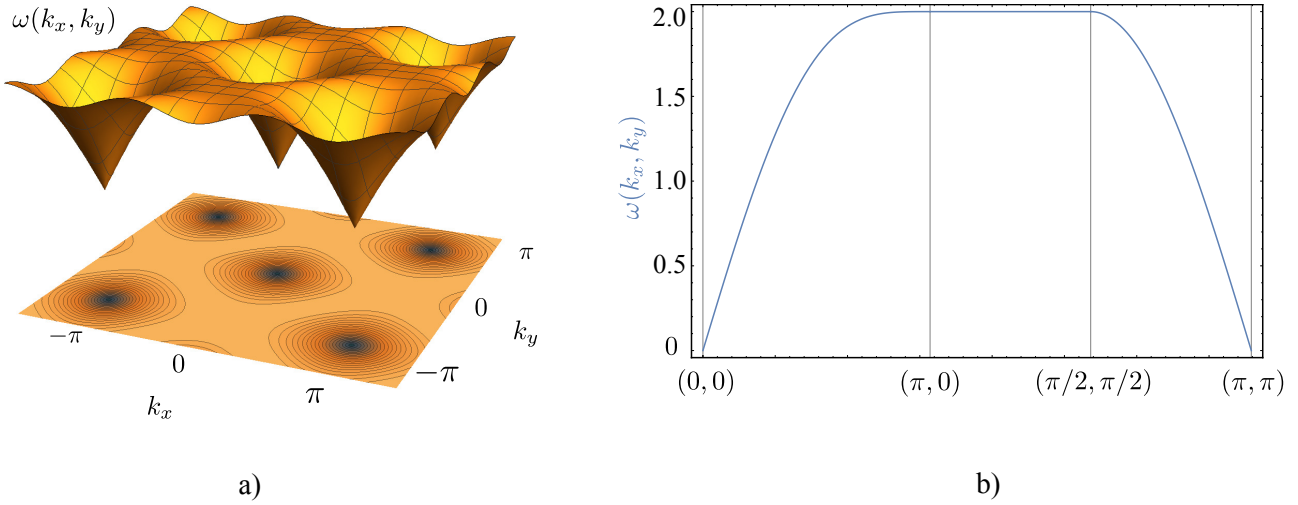 ω(k_x, k_y)
π
0
−π
k_y
−π
0
π
k_x
a)
2.0
1.5
1.0
0.5
0
ω(k_x, k_y)
(0, 0)
(π, 0)
(π/2, π/2)
(π, π)
b)